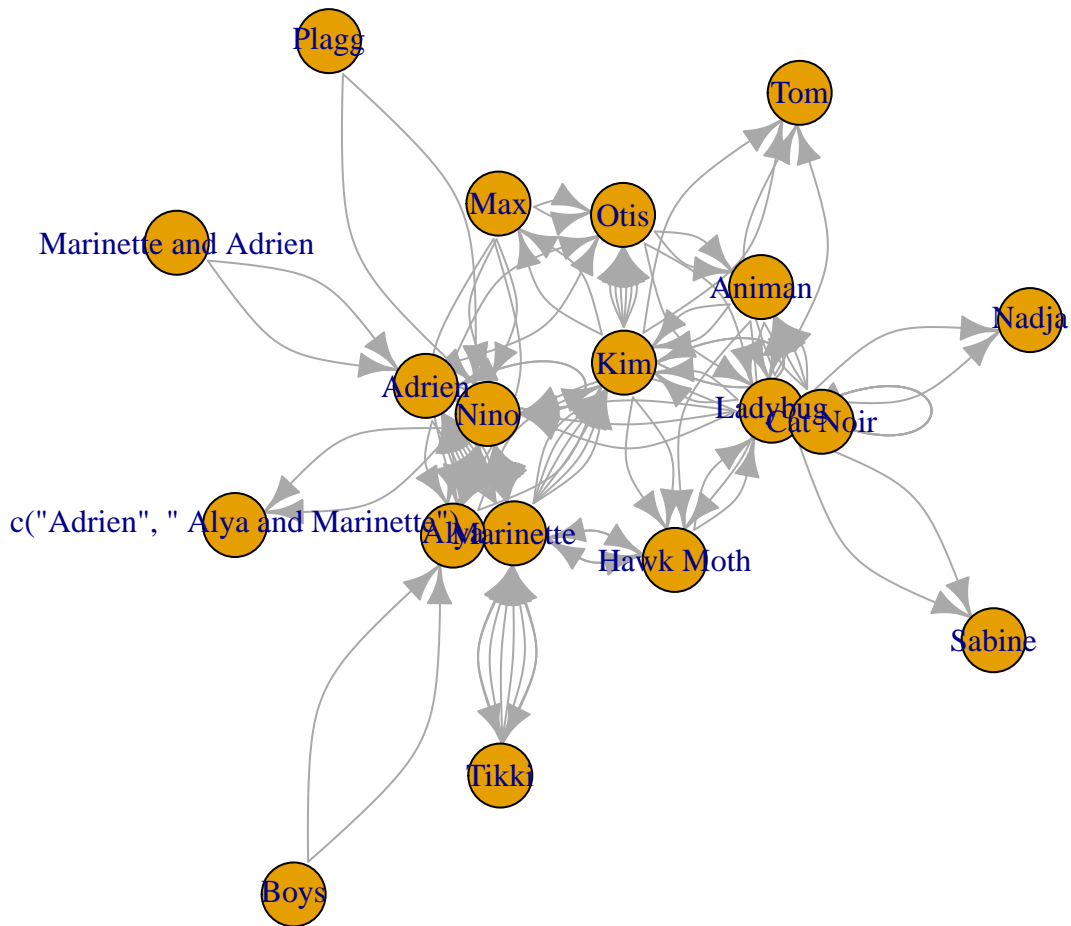 Plagg
Tom
Max
Otis
Marinette and Adrien
Animan
Nadja
Kim
Adrien
Nino
Ladybug
Cat Noir
c("Adrien", " Alya and Marinette")
Alya
Marinette
Hawk Moth
Sabine
Tikki
Boys